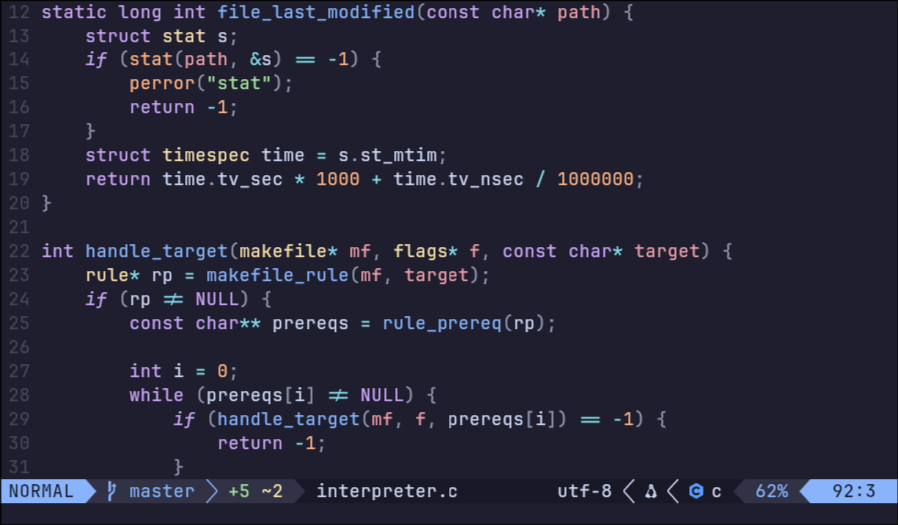 12 static long int file_last_modified(const char* path) {
13     struct stat s;
14     if (stat(path, &s) == -1) {
15         perror("stat");
16         return -1;
17     }
18     struct timespec time = s.st_mtim;
19     return time.tv_sec * 1000 + time.tv_nsec / 1000000;
20 }
21
22 int handle_target(makefile* mf, flags* f, const char* target) {
23     rule* rp = makefile_rule(mf, target);
24     if (rp ≠ NULL) {
25         const char** prereqs = rule_prereq(rp);
26
27         int i = 0;
28         while (prereqs[i] ≠ NULL) {
29             if (handle_target(mf, f, prereqs[i]) == -1) {
30                 return -1;
31             }
NORMAL master +5 ~2 interpreter.c utf-8 c 62% 92:3